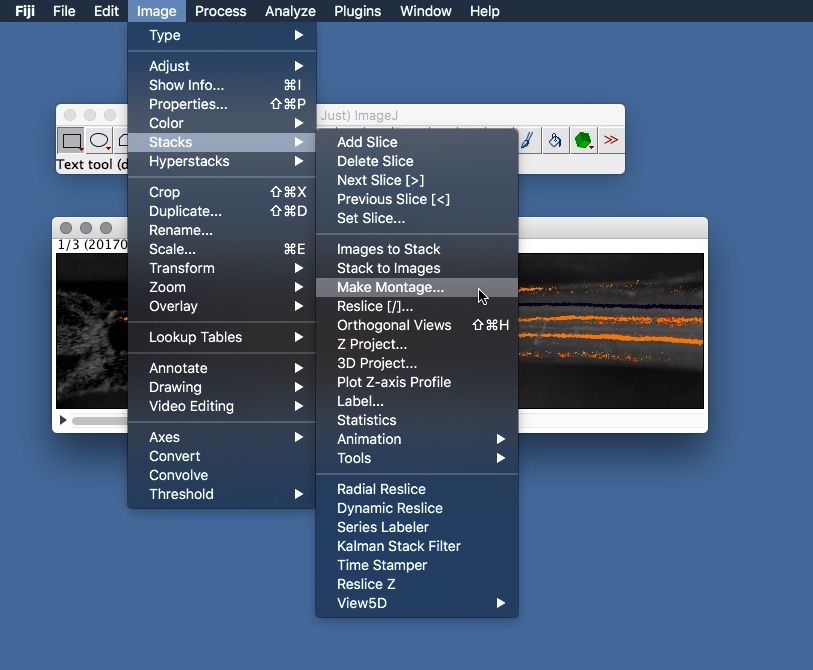 Fiji File Edit Image Process Analyze Plugins Window Help
Type
Adjust
Show Info... ⌘I
Properties... ⇧⌘P
Color
Stacks
Hyperstacks
Crop ⇧⌘X
Duplicate... ⇧⌘D
Rename...
Scale... ⌘E
Transform
Zoom
Overlay
Lookup Tables
Annotate
Drawing
Video Editing
Axes
Convert
Convolve
Threshold
Just) ImageJ
Text tool (d
1/3 (20170
Add Slice
Delete Slice
Next Slice [>]
Previous Slice [<]
Set Slice...
Images to Stack
Stack to Images
Make Montage...
Reslice [/]...
Orthogonal Views ⇧⌘H
Z Project...
3D Project...
Plot Z-axis Profile
Label...
Statistics
Animation
Tools
Radial Reslice
Dynamic Reslice
Series Labeler
Kalman Stack Filter
Time Stamper
Reslice Z
View5D